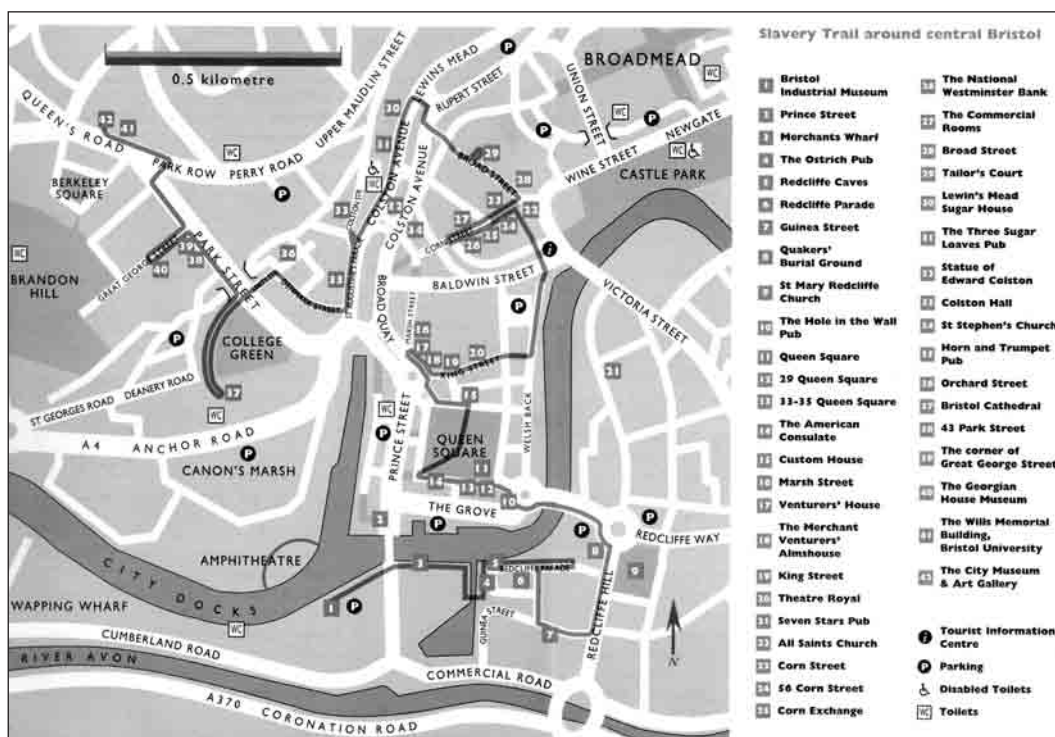 Slavery Trail around central Bristol
1 Bristol
Industrial Museum
2 Prince Street
3 Merchants Wharf
4 The Ostrich Pub
5 Redcliffe Caves
6 Redcliffe Parade
7 Guinea Street
8 Quakers'
Burial Ground
9 St Mary Redcliffe
Church
10 The Hole in the Wall
Pub
11 Queen Square
12 29 Queen Square
13 33-35 Queen Square
14 The American
Consulate
15 Custom House
Marsh Street
17 Venturers' House
18 The Merchant
Venturers'
Almshouse
19 King Street
20 Theatre Royal
21 Seven Stars Pub
22 All Saints Church
23 Corn Street
24 56 Corn Street
25 Corn Exchange
The National
Westminster Bank
27 The Commercial
Rooms
28 Broad Street
29 Tailor's Court
30 Lewin's Mead
Sugar House
31 The Three Sugar
Loaves Pub
Statue of
Edward Colston
33 Colston Hall
34 St Stephen's Church
Horn and Trumpet
Pub
Orchard Street
37 Bristol Cathedral
38 43 Park Street
39 The corner of
Great George Street
40 The Georgian
House Museum
41 The Wills Memorial
Building,
Bristol University
42 The City Museum
& Art Gallery
i Tourist Information
Centre
P Parking
Disabled Toilets
WC Toilets
0.5 kilometre
BROADMEAD
LEWINS MEAD
RUPERT STREET
UNION STREET
NEWGATE
WINE STREET
CASTLE PARK
UPPER MAUDLIN STREET
QUEEN'S ROAD
PARK ROW
PERRY ROAD
BERKELEY
SQUARE
BRANDON
HILL
GREAT GEORGE STREET
PARK STREET
COLSTON AVENUE
COLSTON AVENUE
BROAD STREET
CORN STREET
BALDWIN STREET
VICTORIA STREET
BROAD QUAY
MARSH STREET
KING STREET
COLLEGE
GREEN
ST GEORGES ROAD
DEANERY ROAD
A4 ANCHOR ROAD
CANON'S MARSH
PRINCE STREET
QUEEN
SQUARE
WELSH BACK
THE GROVE
REDCLIFFE WAY
AMPHITHEATRE
CITY DOCKS
WAPPING WHARF
REDCLIFFE PARADE
GUINEA STREET
REDCLIFFE HILL
CUMBERLAND ROAD
COMMERCIAL ROAD
RIVER AVON
A370 CORONATION ROAD
N